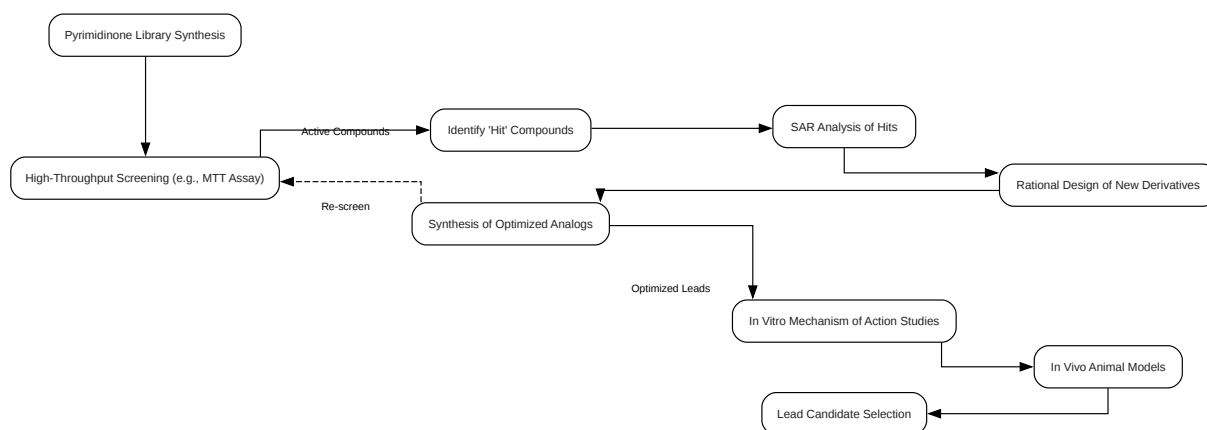 Pyrimidinone Library Synthesis
High-Throughput Screening (e.g., MTT Assay)
Active Compounds
Identify 'Hit' Compounds
SAR Analysis of Hits
Rational Design of New Derivatives
Re-screen
Synthesis of Optimized Analogs
Optimized Leads
In Vitro Mechanism of Action Studies
In Vivo Animal Models
Lead Candidate Selection